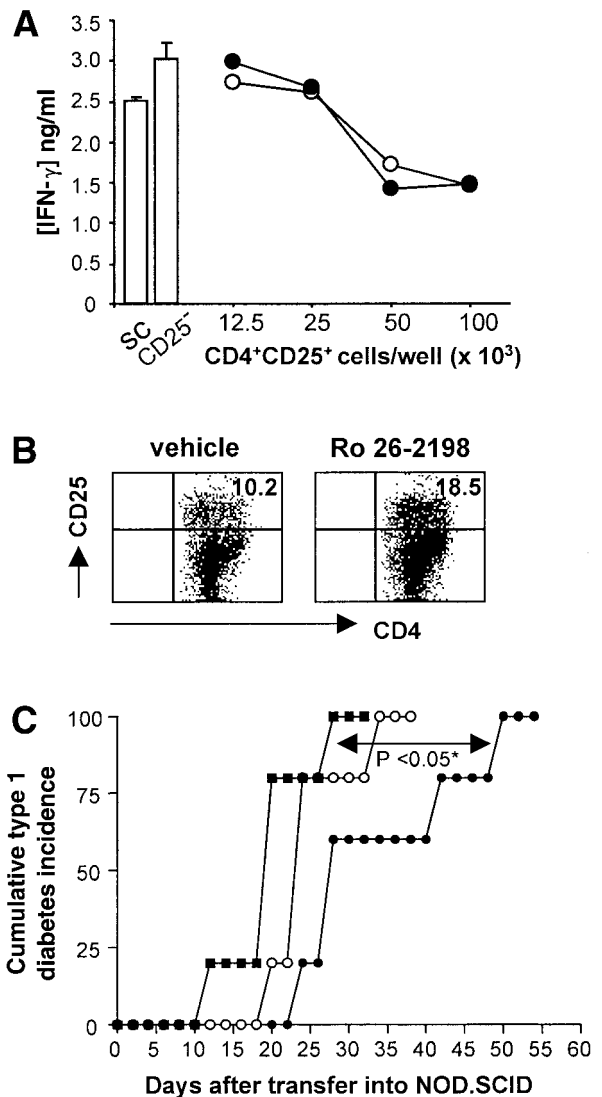 A
[IFN-γ] ng/ml
3.5
3.0
2.5
2.0
1.5
1.0
0.5
0
SC
CD25⁻
12.5 25 50 100
CD4⁺CD25⁺ cells/well (x 10³)
B
vehicle Ro 26-2198
CD25
10.2 18.5
CD4
C
Cumulative type 1
diabetes incidence
100
75
50
25
0
P <0.05*
0 5 10 15 20 25 30 35 40 45 50 55 60
Days after transfer into NOD.SCID